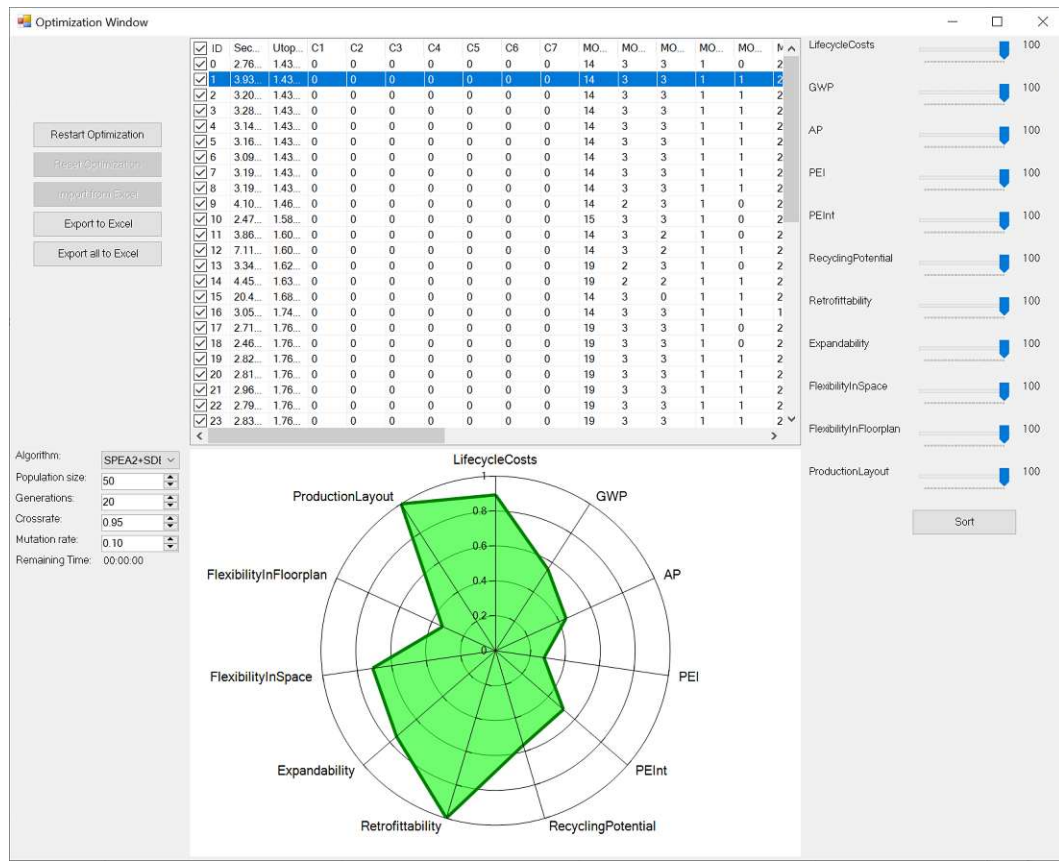 Optimization Window
Restart Optimization
Reset Optimization
Import from Excel
Export to Excel
Export all to Excel
ID Sec... Utop... C1 C2 C3 C4 C5 C6 C7 MO... MO... MO... MO... MO...
0 2.76... 1.43... 0 0 0 0 0 0 0 14 3 3 1 0 2
1 3.93... 1.43... 0 0 0 0 0 0 0 14 3 3 1 1 2
2 3.20... 1.43... 0 0 0 0 0 0 0 14 3 3 1 1 2
3 3.28... 1.43... 0 0 0 0 0 0 0 14 3 3 1 1 2
4 3.14... 1.43... 0 0 0 0 0 0 0 14 3 3 1 1 2
5 3.16... 1.43... 0 0 0 0 0 0 0 14 3 3 1 1 2
6 3.09... 1.43... 0 0 0 0 0 0 0 14 3 3 1 1 2
7 3.19... 1.43... 0 0 0 0 0 0 0 14 3 3 1 1 2
8 3.19... 1.43... 0 0 0 0 0 0 0 14 3 3 1 1 2
9 4.10... 1.46... 0 0 0 0 0 0 0 14 2 3 1 0 2
10 2.47... 1.58... 0 0 0 0 0 0 0 15 3 3 1 0 2
11 3.86... 1.60... 0 0 0 0 0 0 0 14 3 2 1 0 2
12 7.11... 1.60... 0 0 0 0 0 0 0 14 3 2 1 1 2
13 3.34... 1.62... 0 0 0 0 0 0 0 19 2 3 1 0 2
14 4.45... 1.63... 0 0 0 0 0 0 0 19 2 2 1 1 2
15 20.4... 1.68... 0 0 0 0 0 0 0 14 3 0 1 1 2
16 3.05... 1.74... 0 0 0 0 0 0 0 14 3 3 1 1 1
17 2.71... 1.76... 0 0 0 0 0 0 0 19 3 3 1 0 2
18 2.46... 1.76... 0 0 0 0 0 0 0 19 3 3 1 0 2
19 2.82... 1.76... 0 0 0 0 0 0 0 19 3 3 1 1 2
20 2.81... 1.76... 0 0 0 0 0 0 0 19 3 3 1 1 2
21 2.96... 1.76... 0 0 0 0 0 0 0 19 3 3 1 1 2
22 2.79... 1.76... 0 0 0 0 0 0 0 19 3 3 1 1 2
23 2.83... 1.76... 0 0 0 0 0 0 0 19 3 3 1 1 2
LifecycleCosts 100
GWP 100
AP 100
PEI 100
PEInt 100
RecyclingPotential 100
Retrofittability 100
Expandability 100
FlexibilityInSpace 100
FlexibilityInFloorplan 100
ProductionLayout 100
Sort
Algorithm: SPEA2+SDE
Population size: 50
Generations: 20
Crossrate: 0.95
Mutation rate: 0.10
Remaining Time: 00:00:00
LifecycleCosts
ProductionLayout
GWP
FlexibilityInFloorplan
AP
FlexibilityInSpace
PEI
Expandability
PEInt
Retrofittability
RecyclingPotential
1
0.8
0.6
0.4
0.2
0